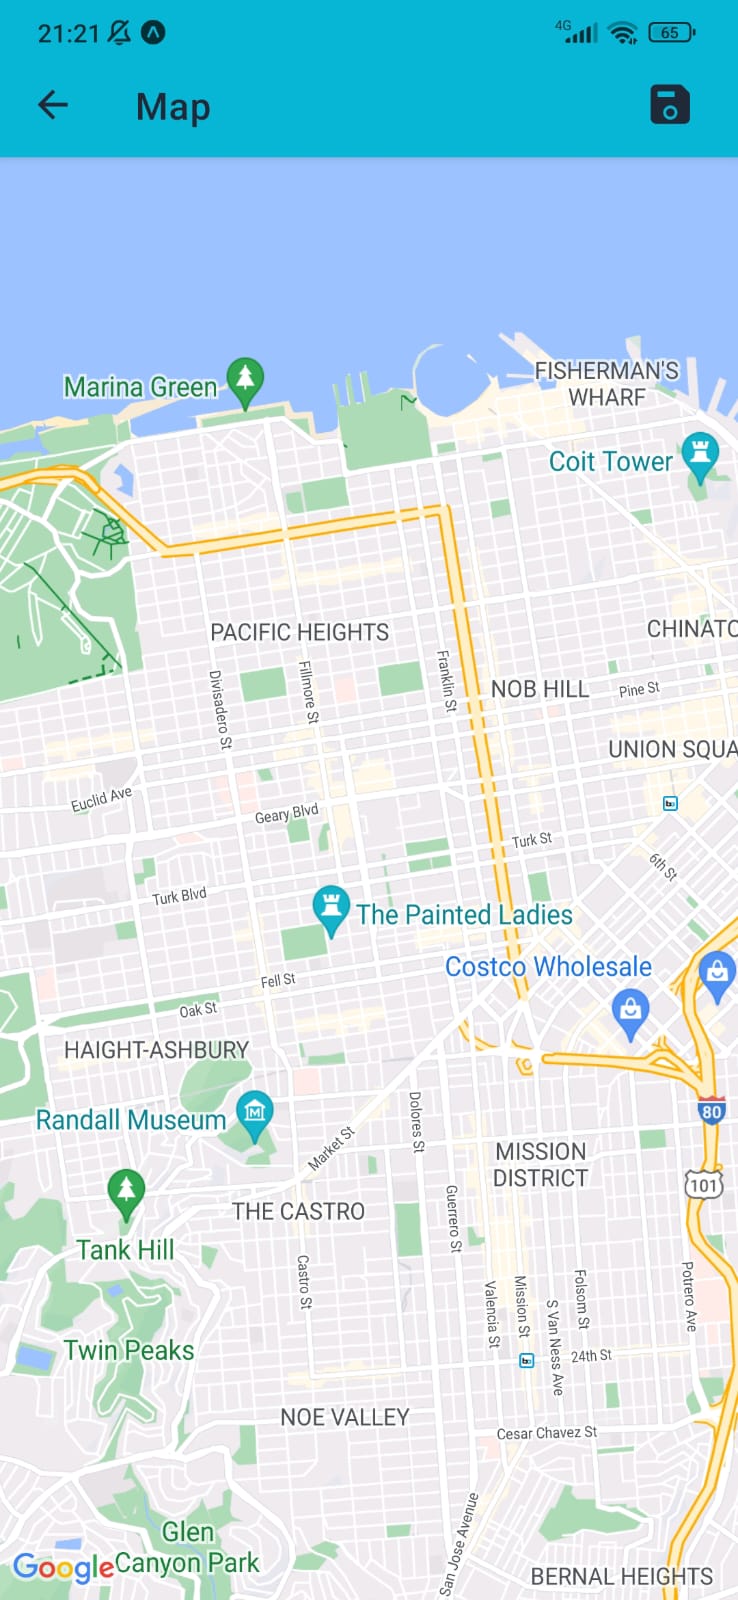 21:21
4G
65
Map
Marina Green
FISHERMAN'S
WHARF
Coit Tower
PACIFIC HEIGHTS
CHINATC
Divisadero St
Fillmore St
Franklin St
NOB HILL
Pine St
UNION SQUA
Euclid Ave
Geary Blvd
Turk St
6th St
Turk Blvd
The Painted Ladies
Costco Wholesale
Fell St
Oak St
HAIGHT-ASHBURY
Randall Museum
Dolores St
80
Market St
MISSION
DISTRICT
101
THE CASTRO
Guerrero St
Tank Hill
Castro St
Valencia St
Mission St
S Van Ness Ave
Folsom St
Potrero Ave
Twin Peaks
24th St
NOE VALLEY
Cesar Chavez St
San Jose Avenue
Glen
Canyon Park
Google
BERNAL HEIGHTS